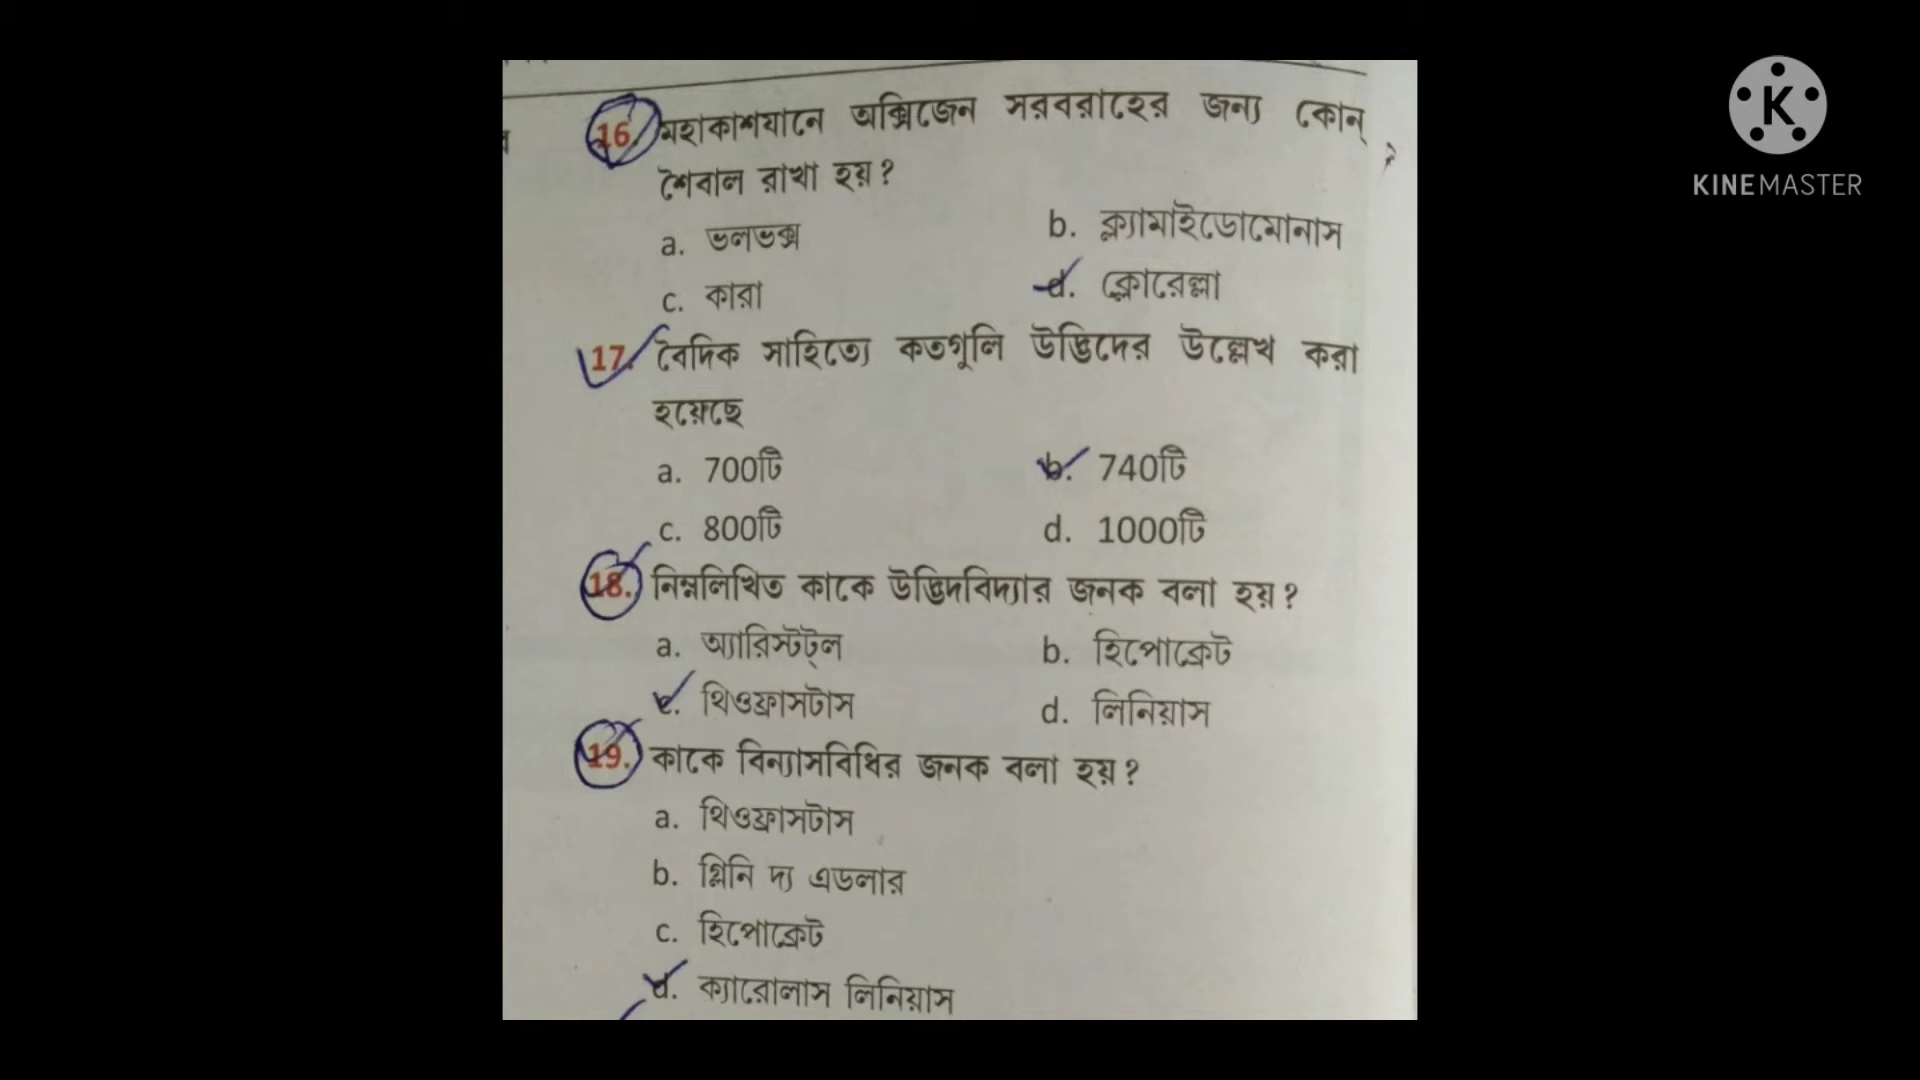 16. মহাকাশযানে অক্সিজেন সরবরাহের জন্য কোন্
শৈবাল রাখা হয়?
a. ভলভক্স b. ক্ল্যামাইডোমোনাস
c. কারা d. ক্লোরেল্লা
17. বৈদিক সাহিত্যে কতগুলি উদ্ভিদের উল্লেখ করা
হয়েছে
a. 700টি b. 740টি
c. 800টি d. 1000টি
18. নিম্নলিখিত কাকে উদ্ভিদবিদ্যার জনক বলা হয়?
a. অ্যারিস্টট্ল b. হিপোক্রেট
c. থিওফ্রাসটাস d. লিনিয়াস
19. কাকে বিন্যাসবিধির জনক বলা হয়?
a. থিওফ্রাসটাস
b. প্লিনি দ্য এডলার
c. হিপোক্রেট
d. ক্যারোলাস লিনিয়াস
K
KINEMASTER